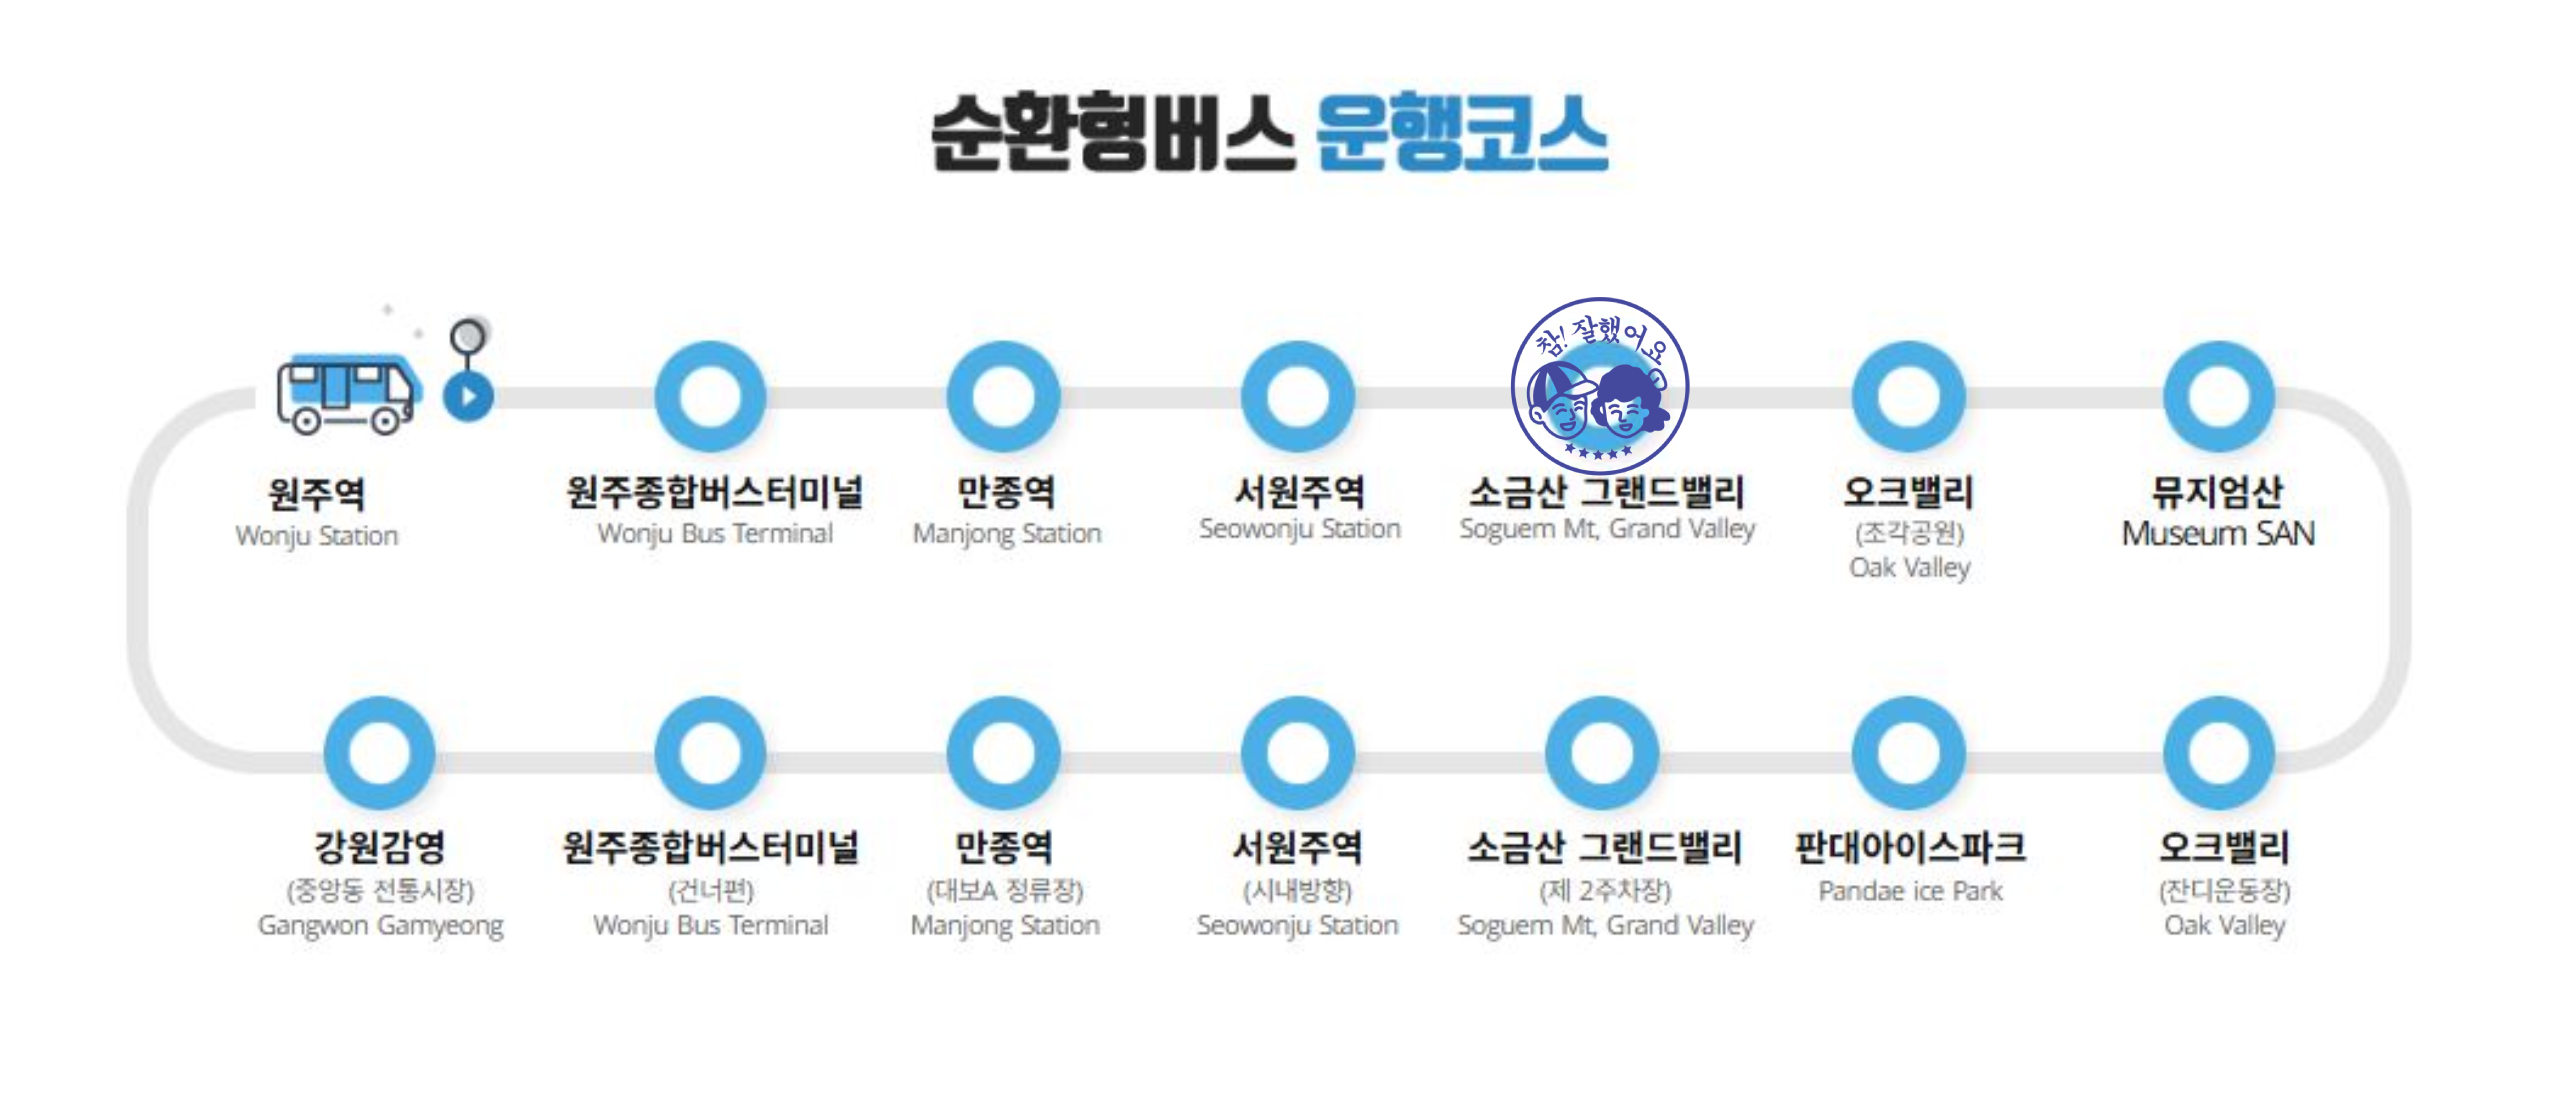 순환형버스 운행코스
참! 잘했어요
원주역
Wonju Station
원주종합버스터미널
Wonju Bus Terminal
만종역
Manjong Station
서원주역
Seowonju Station
소금산 그랜드밸리
Soguem Mt, Grand Valley
오크밸리
(조각공원)
Oak Valley
뮤지엄산
Museum SAN
강원감영
(중앙동 전통시장)
Gangwon Gamyeong
원주종합버스터미널
(건너편)
Wonju Bus Terminal
만종역
(대보A 정류장)
Manjong Station
서원주역
(시내방향)
Seowonju Station
소금산 그랜드밸리
(제 2주차장)
Soguem Mt, Grand Valley
판대아이스파크
Pandae ice Park
오크밸리
(잔디운동장)
Oak Valley